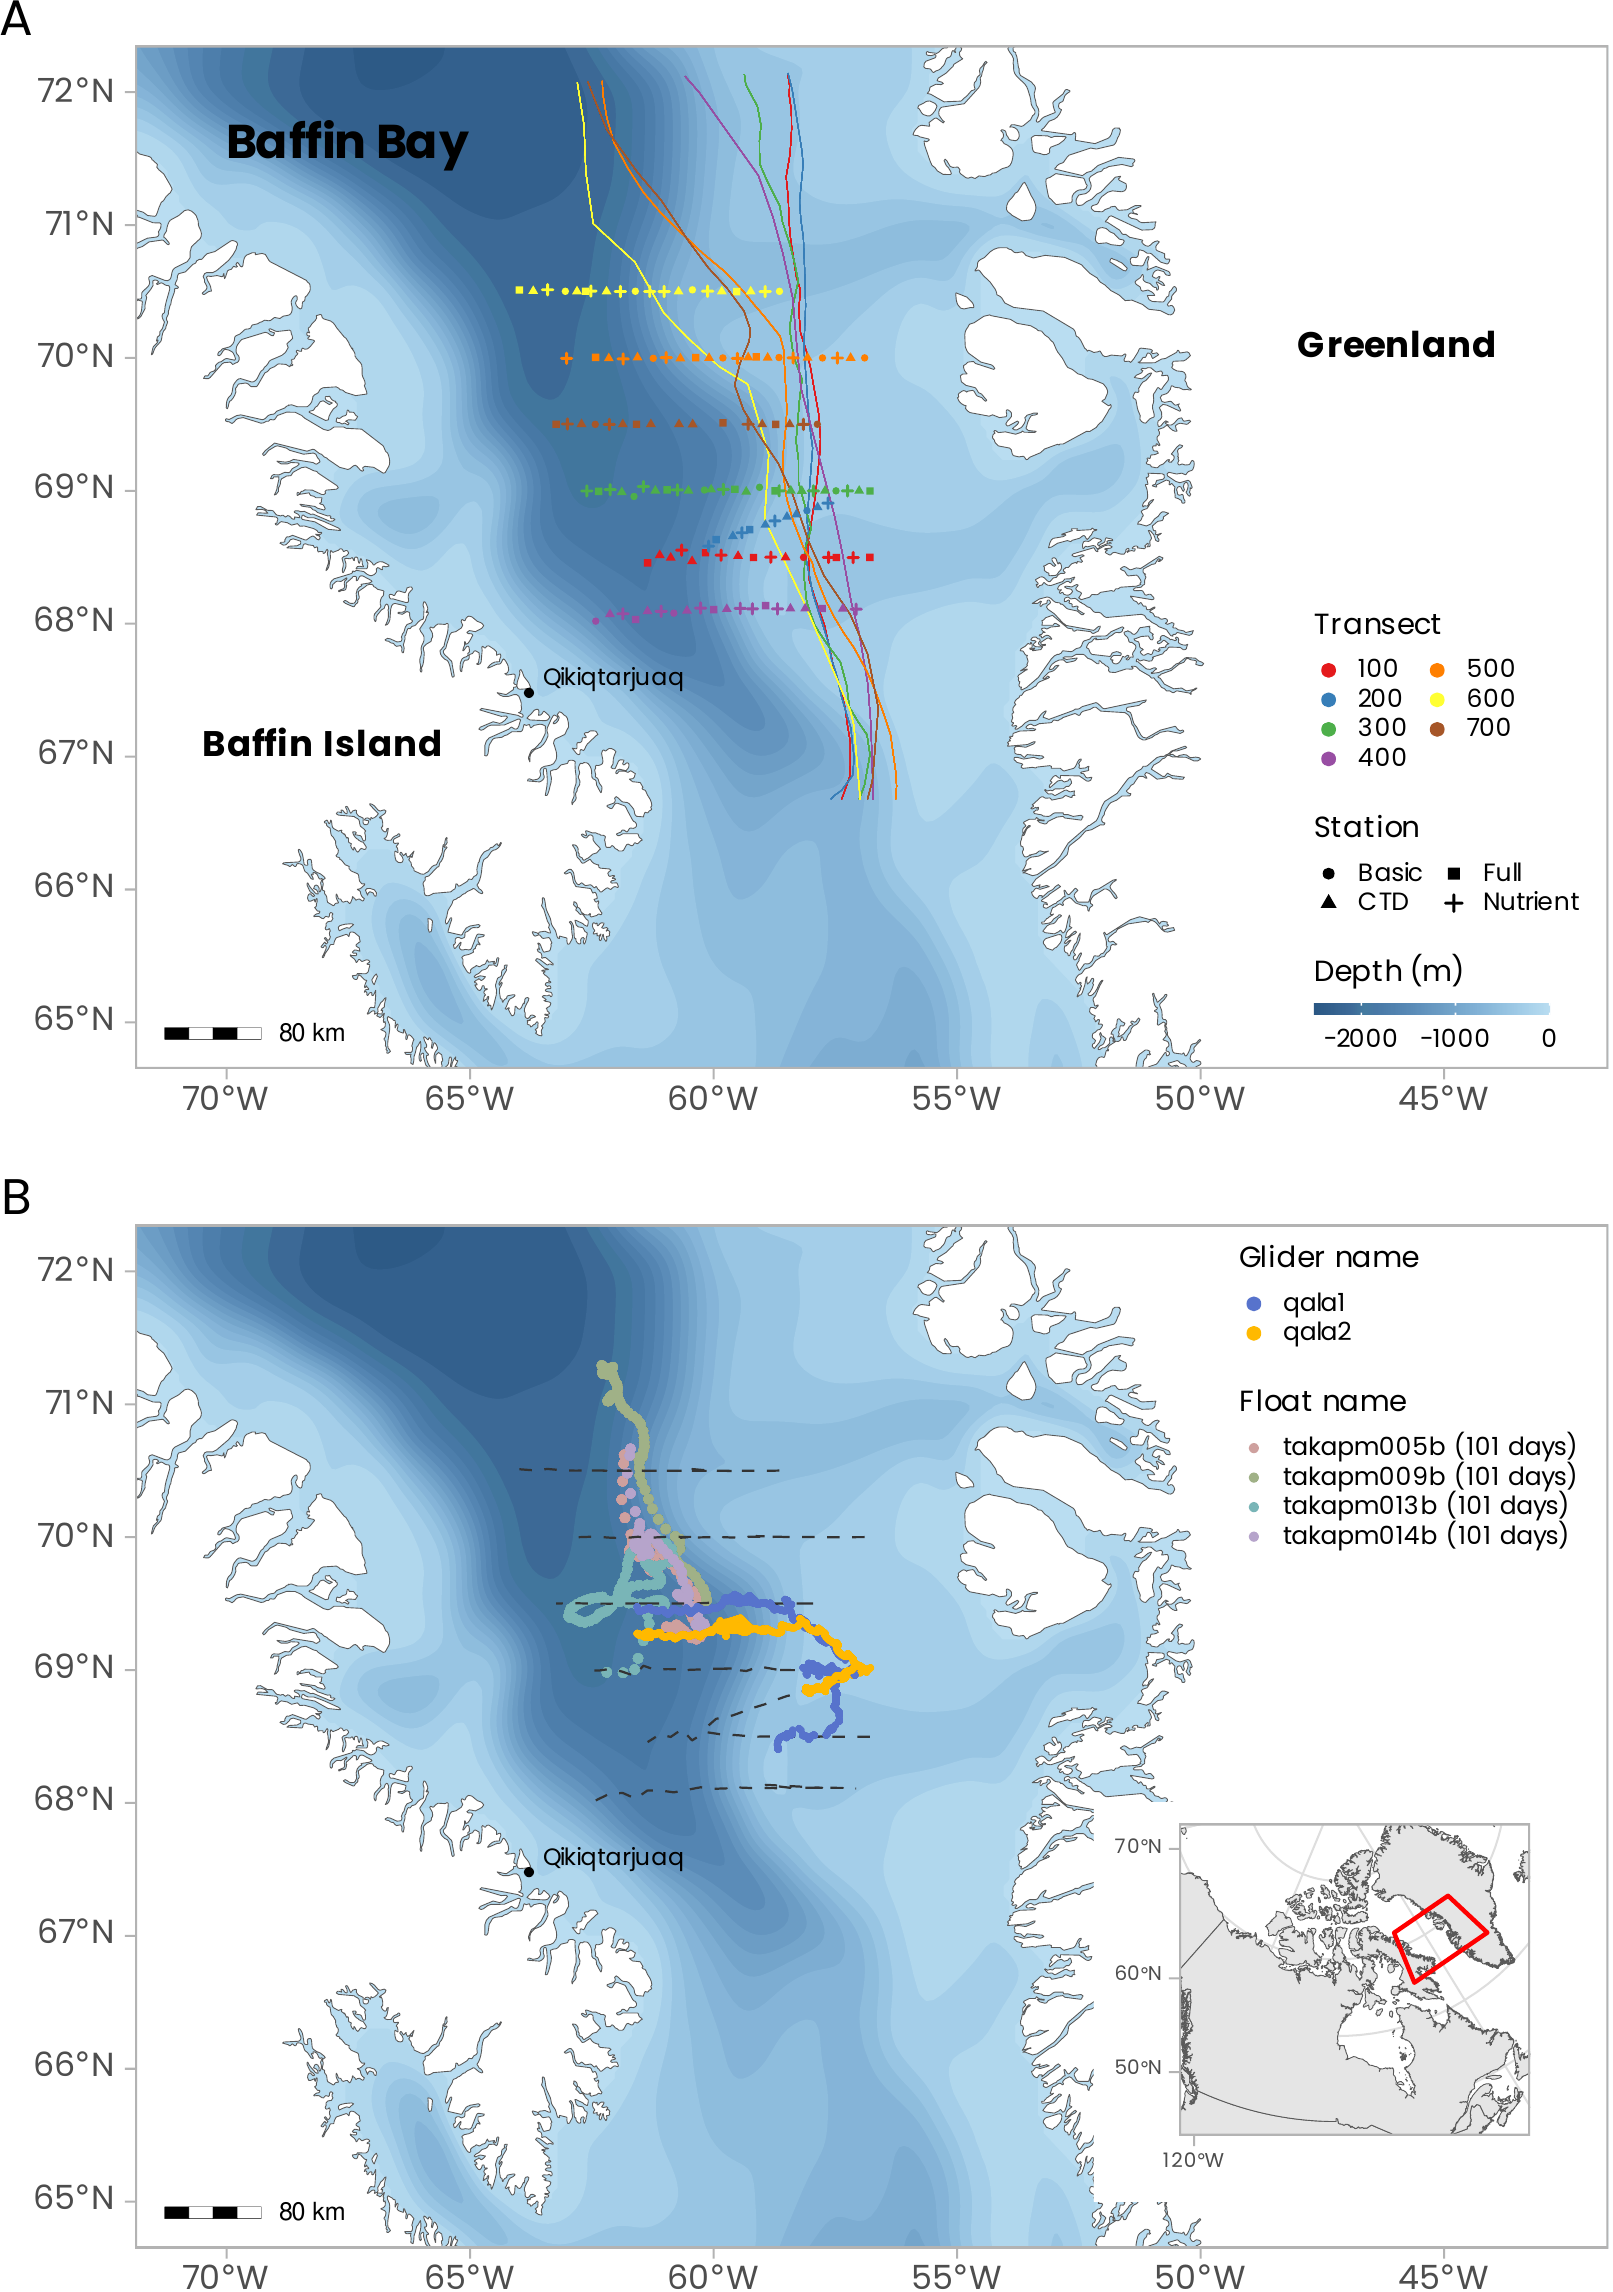 A
72°N
71°N
70°N
69°N
68°N
67°N
66°N
65°N
Baffin Bay
Greenland
Qikiqtarjuaq
Baffin Island
Transect
100 500
200 600
300 700
400
Station
Basic Full
CTD Nutrient
Depth (m)
-2000 -1000 0
80 km
70°W 65°W 60°W 55°W 50°W 45°W
B
72°N
71°N
70°N
69°N
68°N
67°N
66°N
65°N
Glider name
qala1
qala2
Float name
takapm005b (101 days)
takapm009b (101 days)
takapm013b (101 days)
takapm014b (101 days)
Qikiqtarjuaq
70°N
60°N
50°N
120°W
80 km
70°W 65°W 60°W 55°W 50°W 45°W